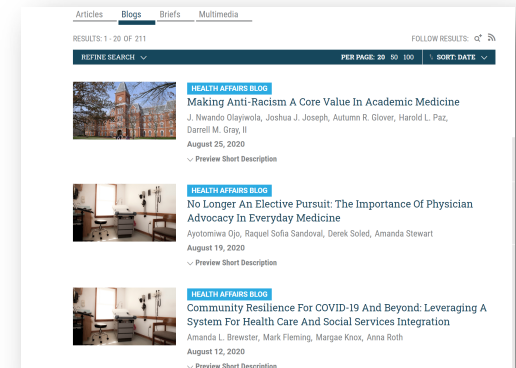 Articles Blogs Briefs Multimedia
RESULTS: 1 - 20 OF 211
FOLLOW RESULTS:
REFINE SEARCH
PER PAGE: 20 50 100
SORT: DATE
HEALTH AFFAIRS BLOG
Making Anti-Racism A Core Value In Academic Medicine
J. Nwando Olayiwola, Joshua J. Joseph, Autumn R. Glover, Harold L. Paz,
Darrell M. Gray, II
August 25, 2020
Preview Short Description
HEALTH AFFAIRS BLOG
No Longer An Elective Pursuit: The Importance Of Physician
Advocacy In Everyday Medicine
Ayotomiwa Ojo, Raquel Sofia Sandoval, Derek Soled, Amanda Stewart
August 19, 2020
Preview Short Description
HEALTH AFFAIRS BLOG
Community Resilience For COVID-19 And Beyond: Leveraging A
System For Health Care And Social Services Integration
Amanda L. Brewster, Mark Fleming, Margae Knox, Anna Roth
August 12, 2020
Preview Short Description